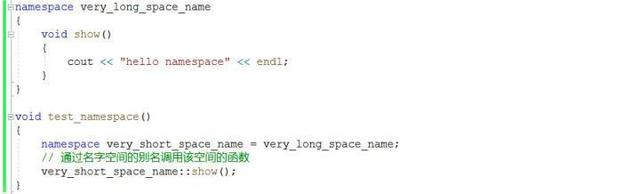 namespace very_long_space_name
{
    void show()
    {
        cout << "hello namespace" << endl;
    }
}
void test_namespace()
{
    namespace very_short_space_name = very_long_space_name;
    // 通过名字空间的别名调用该空间的函数
    very_short_space_name::show();
}